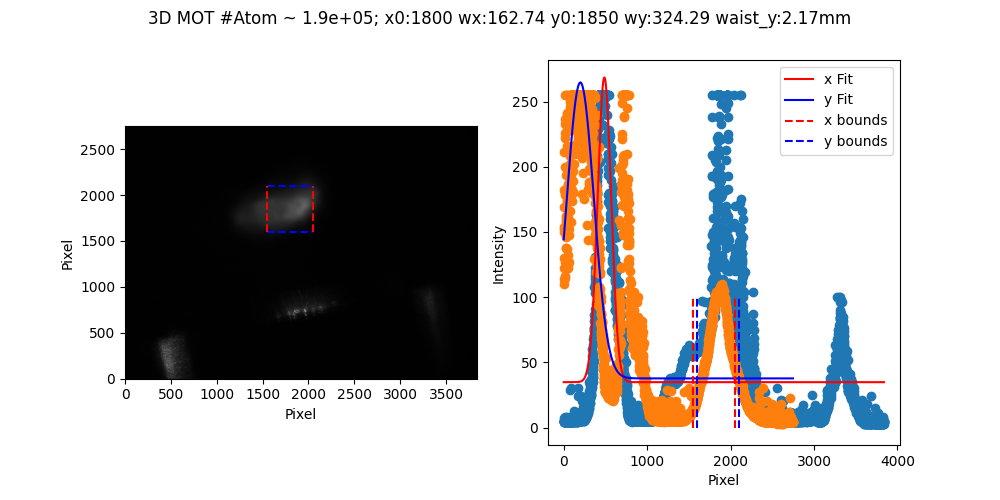 3D MOT #Atom ~ 1.9e+05; x0:1800 wx:162.74 y0:1850 wy:324.29 waist_y:2.17mm
2500
2000
1500
1000
500
0
Pixel
0 500 1000 1500 2000 2500 3000 3500
Pixel
250
200
150
100
50
0
Intensity
x Fit
y Fit
x bounds
y bounds
0 1000 2000 3000 4000
Pixel